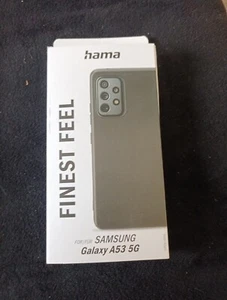 hama
FINEST FEEL
SAMSUNG
Galaxy A53 5G